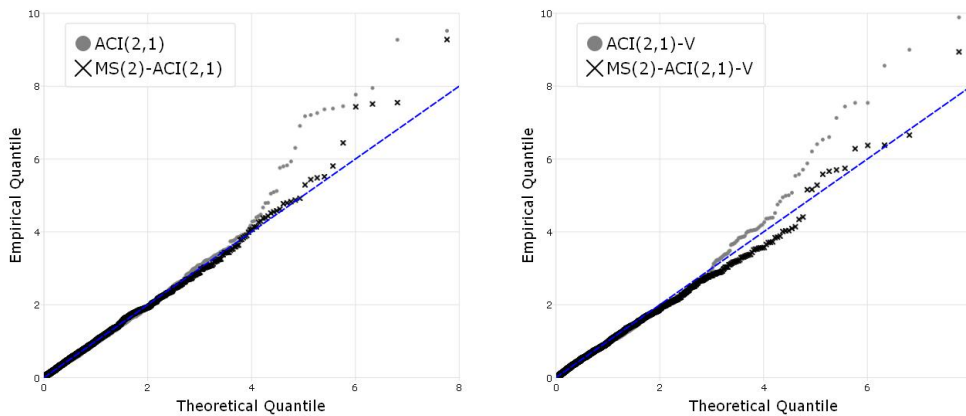 ACI(2,1)
MS(2)-ACI(2,1)
Empirical Quantile
10
8
6
4
2
0
0 2 4 6 8
Theoretical Quantile
ACI(2,1)-V
MS(2)-ACI(2,1)-V
Empirical Quantile
10
8
6
4
2
0
0 2 4 6
Theoretical Quantile